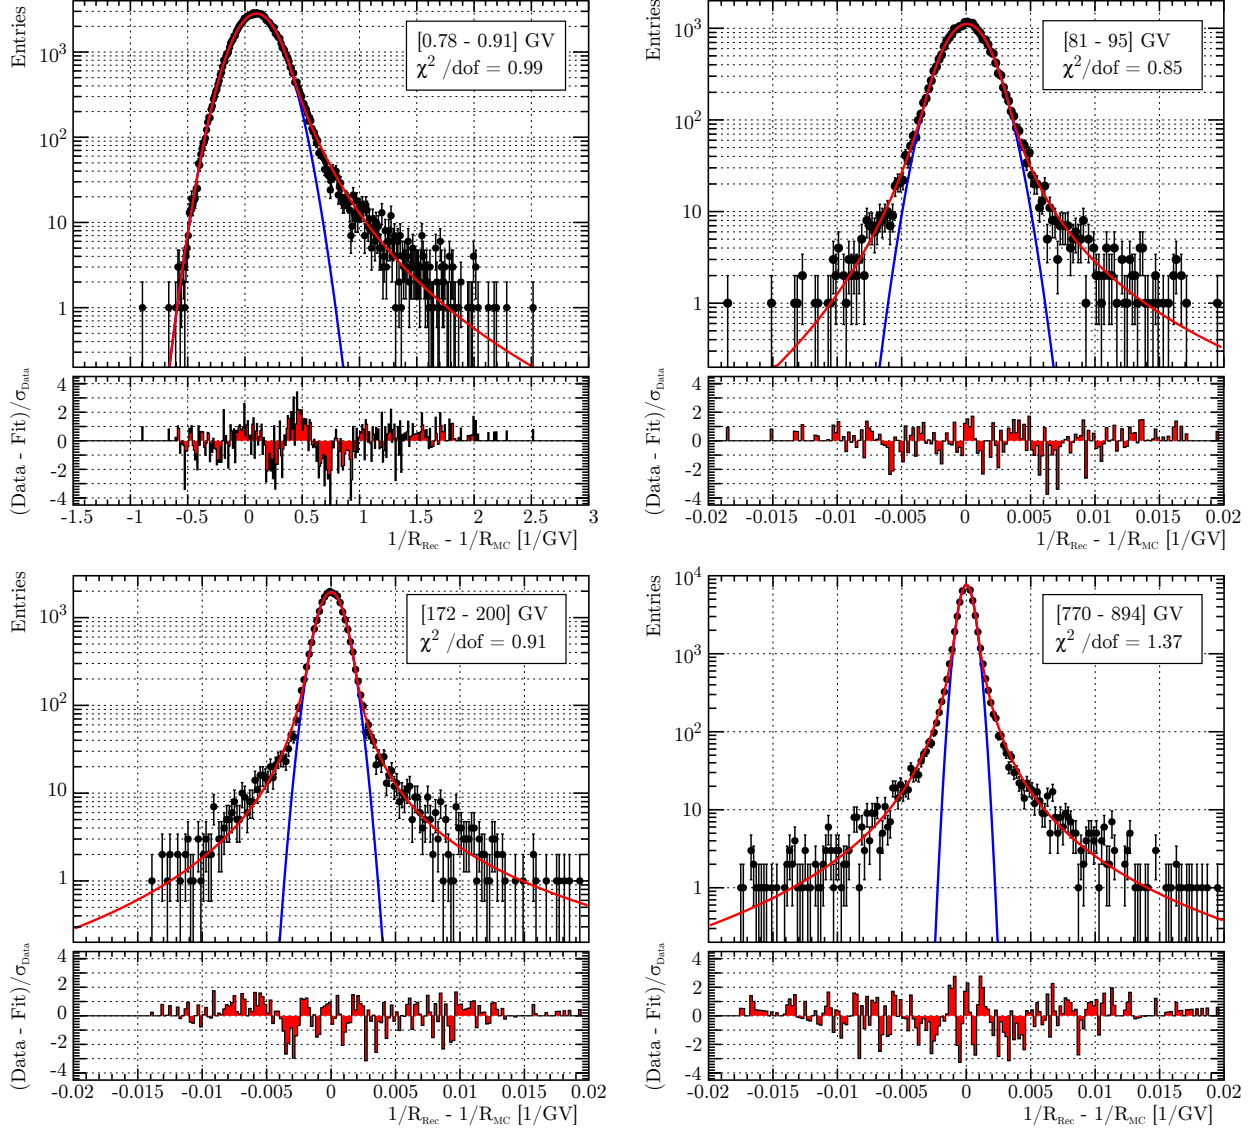 Entries
10³
10²
10
1
[0.78 - 0.91] GV
χ² /dof = 0.99
(Data - Fit)/σ_Data
4
2
0
-2
-4
-1.5 -1 -0.5 0 0.5 1 1.5 2 2.5 3
1/R_Rec - 1/R_MC [1/GV]
Entries
10³
10²
10
1
[81 - 95] GV
χ²/dof = 0.85
(Data - Fit)/σ_Data
4
2
0
-2
-4
-0.02 -0.015 -0.01 -0.005 0 0.005 0.01 0.015 0.02
1/R_Rec - 1/R_MC [1/GV]
Entries
10³
10²
10
1
[172 - 200] GV
χ² /dof = 0.91
(Data - Fit)/σ_Data
4
2
0
-2
-4
-0.02 -0.015 -0.01 -0.005 0 0.005 0.01 0.015 0.02
1/R_Rec - 1/R_MC [1/GV]
Entries
10⁴
10³
10²
10
1
[770 - 894] GV
χ² /dof = 1.37
(Data - Fit)/σ_Data
4
2
0
-2
-4
-0.02 -0.015 -0.01 -0.005 0 0.005 0.01 0.015 0.02
1/R_Rec - 1/R_MC [1/GV]